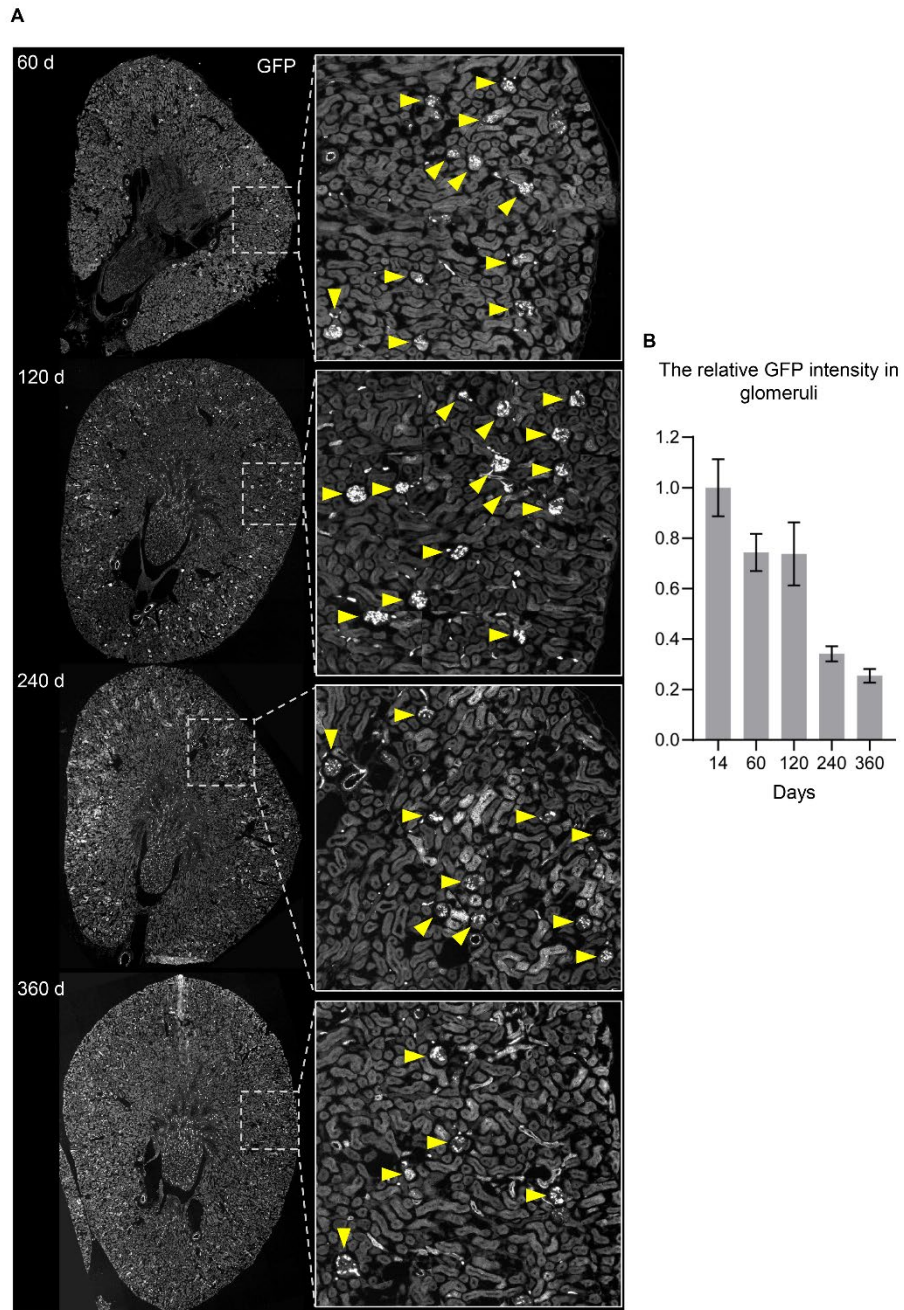 A
60 d
GFP
120 d
240 d
360 d
B
The relative GFP intensity in
glomeruli
1.2
1.0
0.8
0.6
0.4
0.2
0.0
14 60 120 240 360
Days